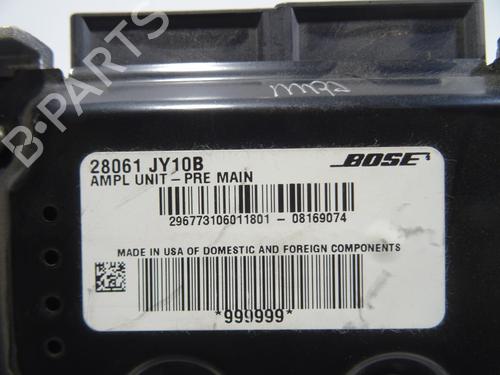 B-PARTS
28061 JY10B
BOSE
AMPL UNIT - PRE MAIN
296773106011801 - 08169074
MADE IN USA OF DOMESTIC AND FOREIGN COMPONENTS
*999999*